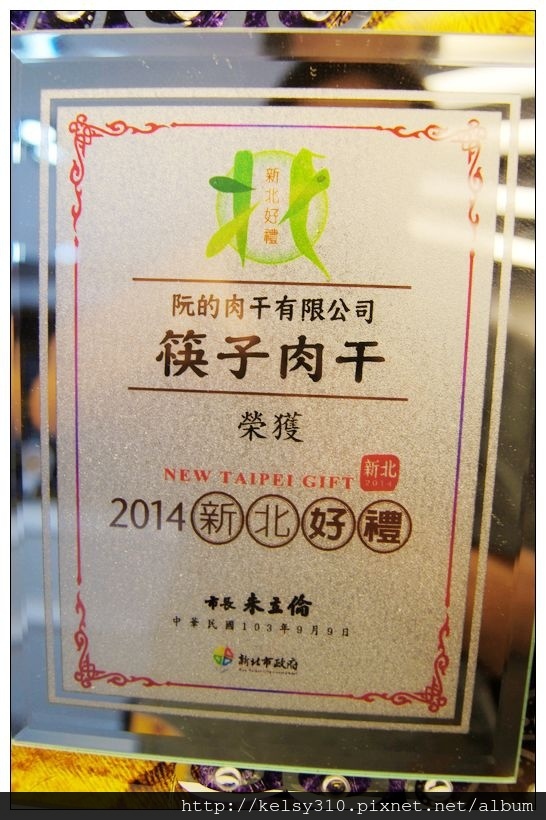 新北好禮
阮的肉干有限公司
筷子肉干
榮獲
NEW TAIPEI GIFT 新北 2014
2014新北好禮
市長 朱立倫
中華民國103年9月9日
新北市政府
http://kelsy310.pixnet.net/album